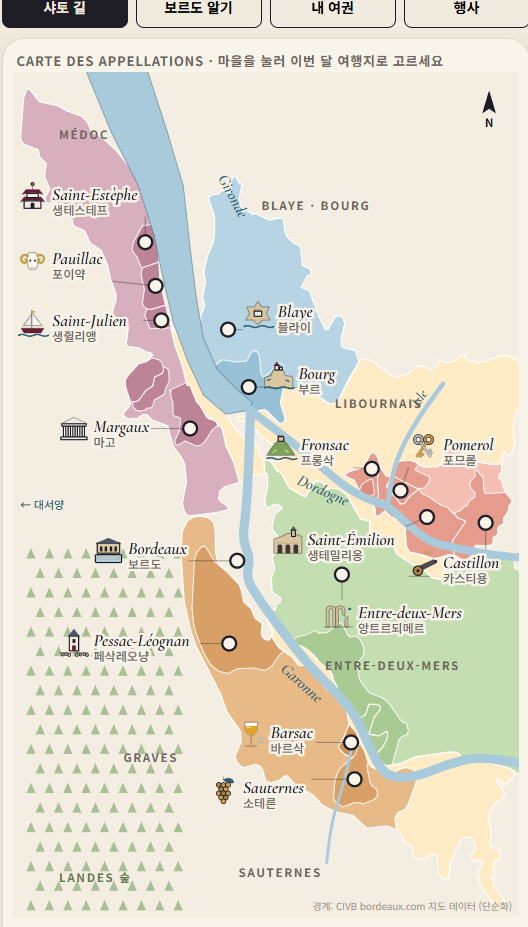 샤토 길
보르도 알기
내 여권
행사
CARTE DES APPELLATIONS · 마을을 눌러 이번 달 여행지로 고르세요
N
MÉDOC
Saint-Estèphe
생테스테프
Gironde
BLAYE · BOURG
Pauillac
포이약
Saint-Julien
생쥘리앵
Blaye
블라이
Bourg
부르
LIBOURNAIS
Margaux
마고
Fronsac
프롱삭
Pomerol
포므롤
Dordogne
← 대서양
Saint-Émilion
생테밀리옹
Bordeaux
보르도
Castillon
카스티용
Entre-deux-Mers
앙트르되메르
Pessac-Léognan
페삭레오냥
ENTRE-DEUX-MERS
Garonne
Barsac
바르삭
GRAVES
Sauternes
소테른
SAUTERNES
LANDES 숲
경계: CIVB bordeaux.com 지도 데이터 (단순화)